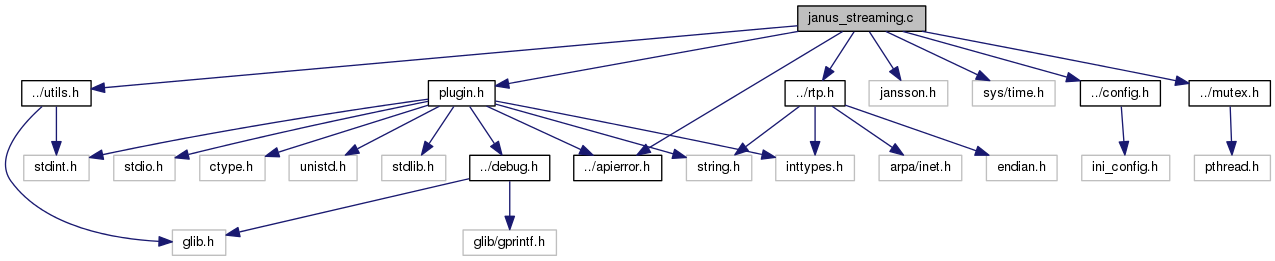 janus_streaming.c
../utils.h
plugin.h
../rtp.h
jansson.h
sys/time.h
../config.h
../mutex.h
stdint.h
stdio.h
ctype.h
unistd.h
stdlib.h
../debug.h
../apierror.h
string.h
inttypes.h
arpa/inet.h
endian.h
ini_config.h
pthread.h
glib.h
glib/gprintf.h